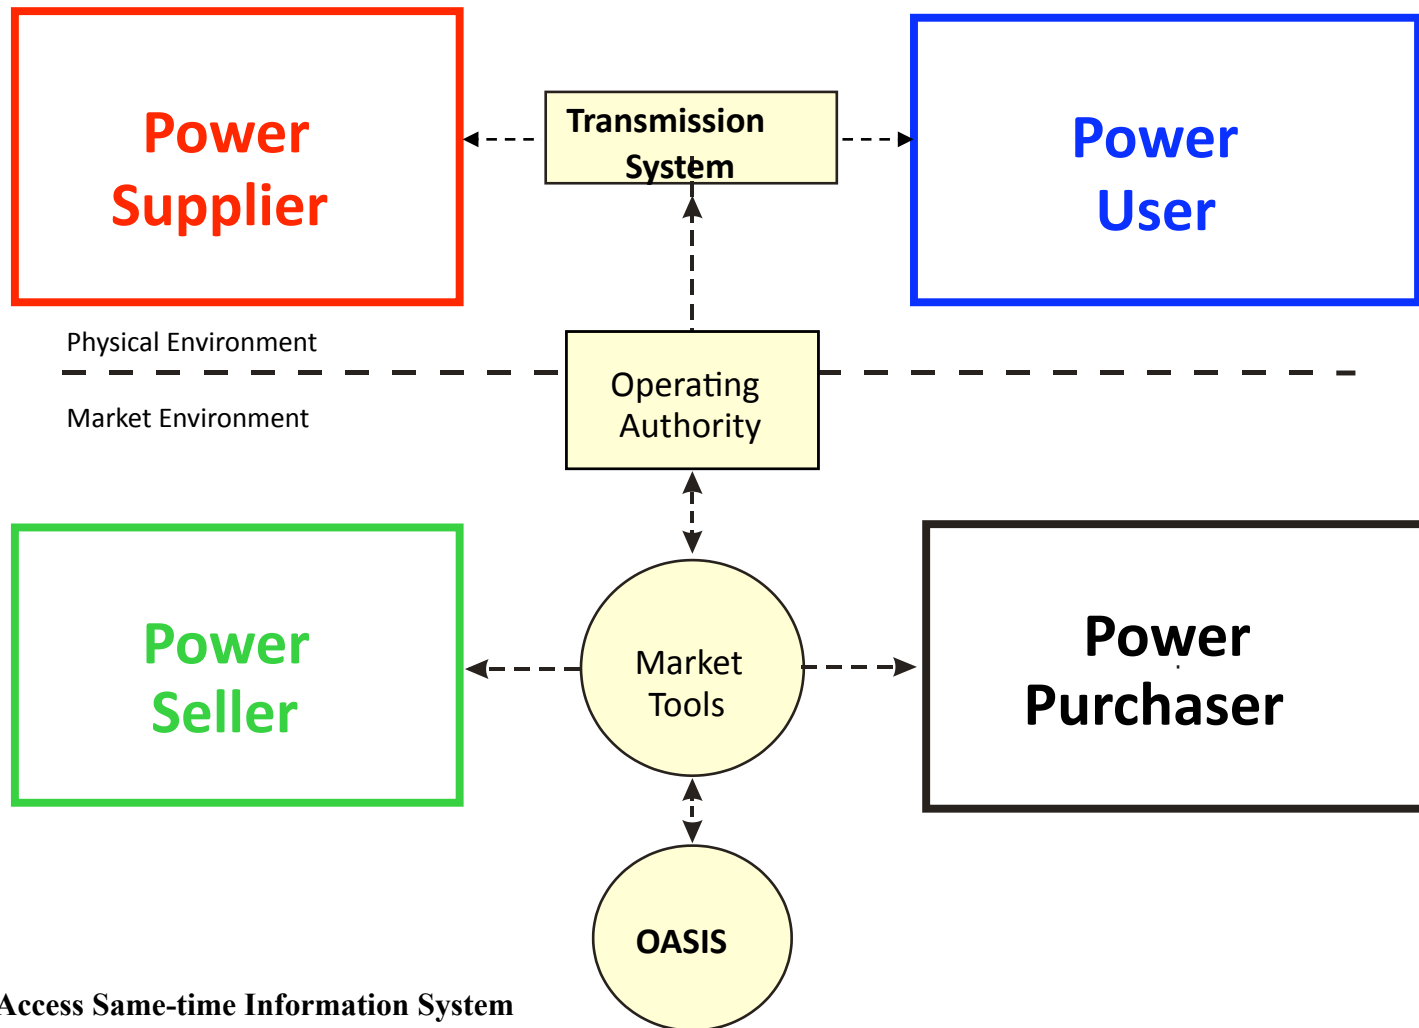 Power
Supplier
Transmission
System
Power
User
Physical Environment
Market Environment
Operating
Authority
Power
Seller
Market
Tools
Power
Purchaser
OASIS
Access Same-time Information System